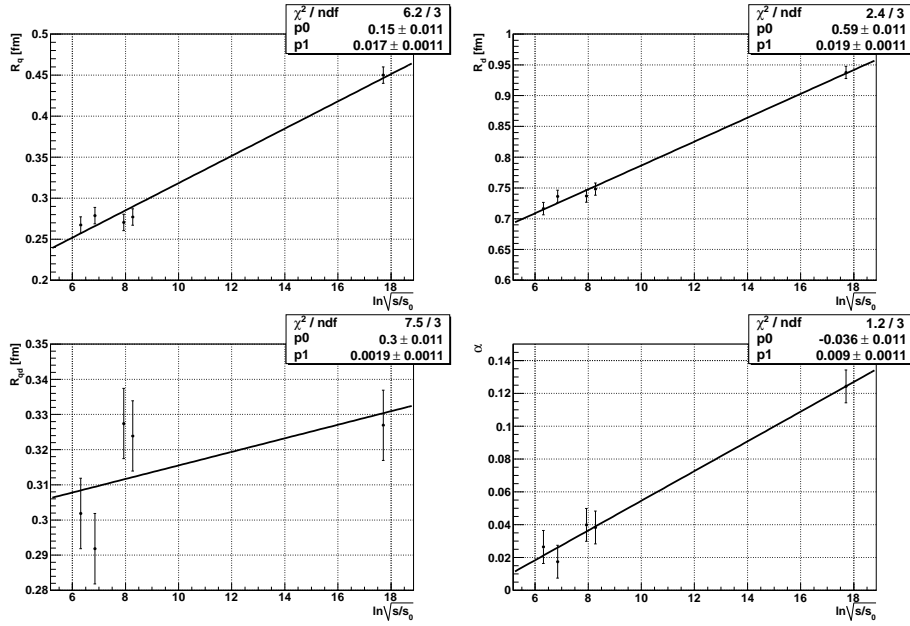 χ² / ndf 6.2 / 3
p0 0.15 ± 0.011
p1 0.017 ± 0.0011
R_q [fm]
0.5
0.45
0.4
0.35
0.3
0.25
0.2
6 8 10 12 14 16 18
ln√s/s₀
χ² / ndf 2.4 / 3
p0 0.59 ± 0.011
p1 0.019 ± 0.0011
R_d [fm]
1
0.95
0.9
0.85
0.8
0.75
0.7
0.65
0.6
6 8 10 12 14 16 18
ln√s/s₀
χ² / ndf 7.5 / 3
p0 0.3 ± 0.011
p1 0.0019 ± 0.0011
R_qd [fm]
0.35
0.34
0.33
0.32
0.31
0.3
0.29
0.28
6 8 10 12 14 16 18
ln√s/s₀
χ² / ndf 1.2 / 3
p0 -0.036 ± 0.011
p1 0.009 ± 0.0011
α
0.14
0.12
0.1
0.08
0.06
0.04
0.02
0
6 8 10 12 14 16 18
ln√s/s₀